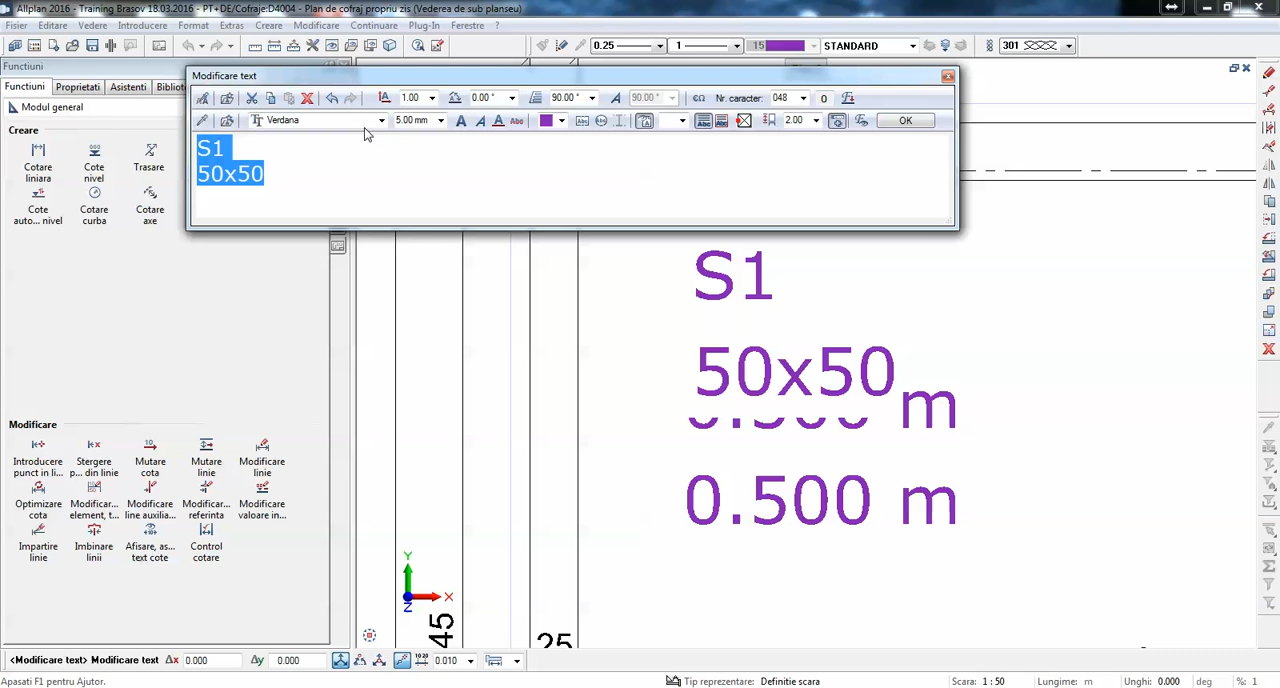 Allplan 2016 - Training Brasov 18.03.2016 - PT+DE/Cofraje:D4004 - Plan de cofraj propriu zis (Vedera de sub planseu)
Fisier Editare Vedere Introducere Format Extras Creare Modificare Continuare Plug-In Ferestre ?
0.25 1 15 STANDARD 301
Functiuni
Functiuni Proprietati Asistenti Bibliot
Modul general
Creare
Cotare liniara
Cote nivel
Trasare
Cote auto... nivel
Cotare curba
Cotare axe
Modificare text
1.00 0.00° 90.00° 90.00° Nr. caracter: 048 0
Verdana 5.00 mm 2.00 OK
S1
50x50
S1
50x50
m
0.500 m
45
25
Y
X
Z
Modificare
Introducere punct in li...
Stergere p... din linie
Mutare cota
Mutare linie
Modificare linie
Optimizare cota
Modificar... element, t...
Modificare line auxilia...
Modificar... referinta
Modificare valoare in...
Impartire linie
Imbinare linii
Afisare, as... text cote
Control cotare
<Modificare text> Modificare text Δx 0.000 Δy 0.000 0.010
Apasati F1 pentru Ajutor. Tip reprezentare: Definitie scara Scara: 1 : 50 Lungime: m Unghi: 0.000 deg %: 1